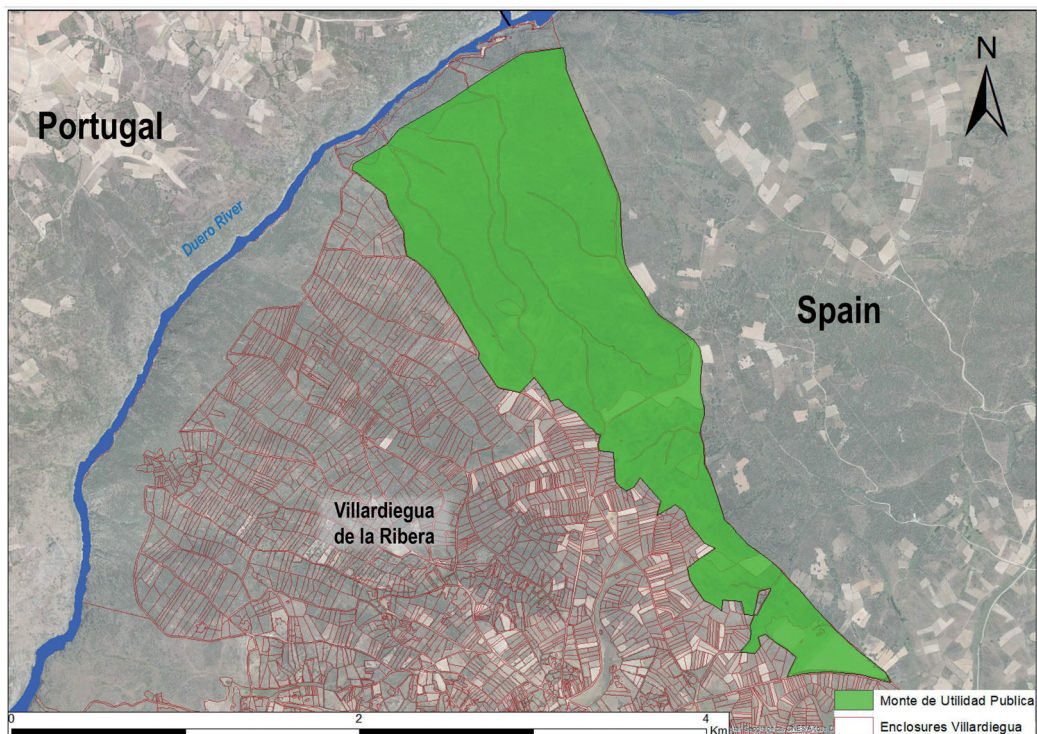 N
Portugal
Duero River
Spain
Villardiegua
de la Ribera
Monte de Utilidad Publica
Enclosures Villardiegua
0
2
4
Km